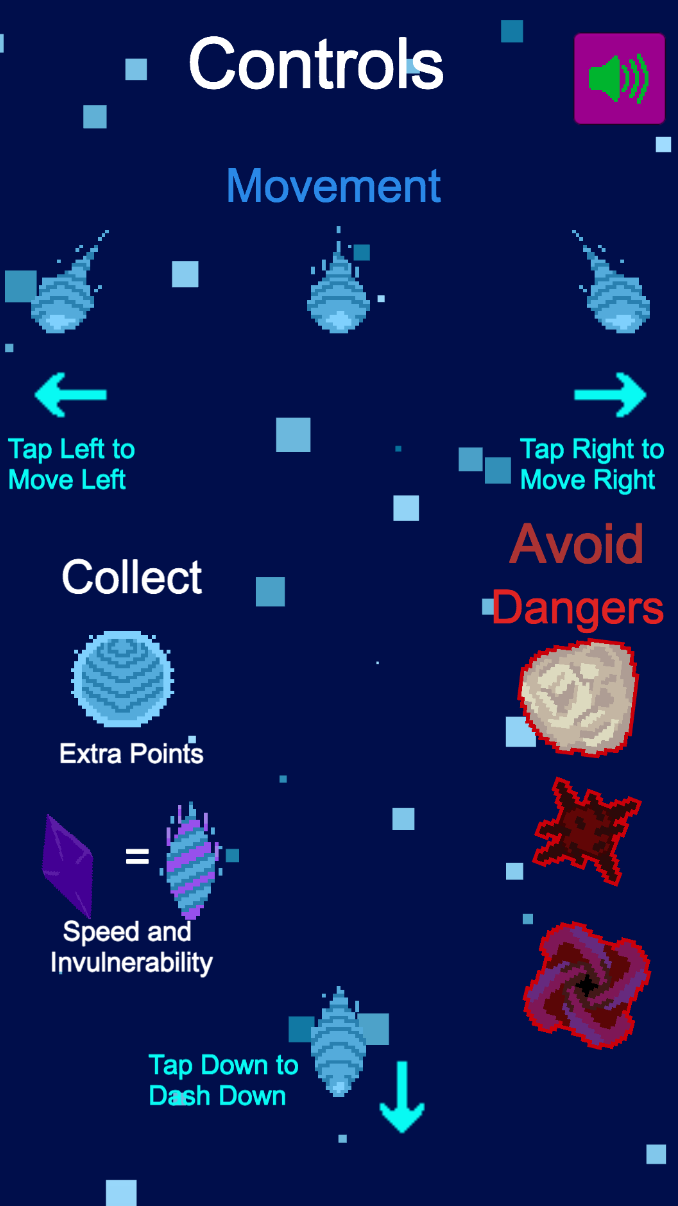 Controls
Movement
Tap Left to
Move Left
Tap Right to
Move Right
Collect
Avoid
Dangers
Extra Points
=
Speed and
Invulnerability
Tap Down to
Dash Down